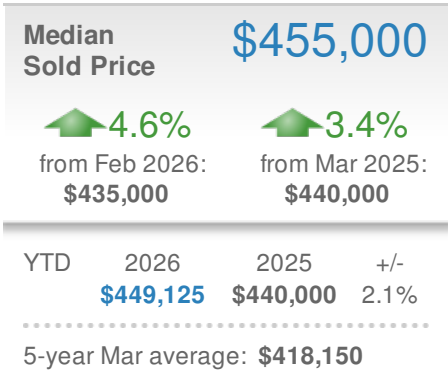 Median $455,000
Sold Price
4.6% 3.4%
from Feb 2026: from Mar 2025:
$435,000 $440,000
YTD 2026 2025 +/-
$449,125 $440,000 2.1%
5-year Mar average: $418,150